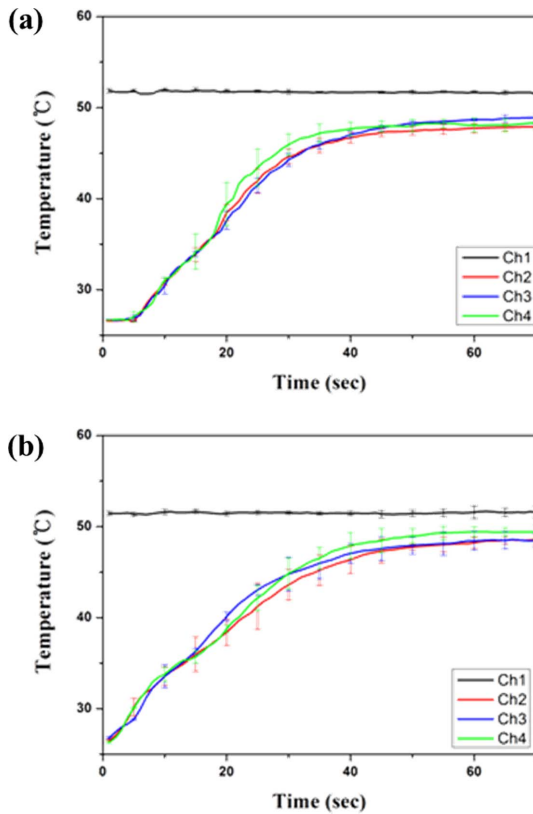 (a)
60
50
40
30
Temperature (℃)
Ch1
Ch2
Ch3
Ch4
0 20 40 60
Time (sec)
(b)
60
50
40
30
Temperature (℃)
Ch1
Ch2
Ch3
Ch4
0 20 40 60
Time (sec)